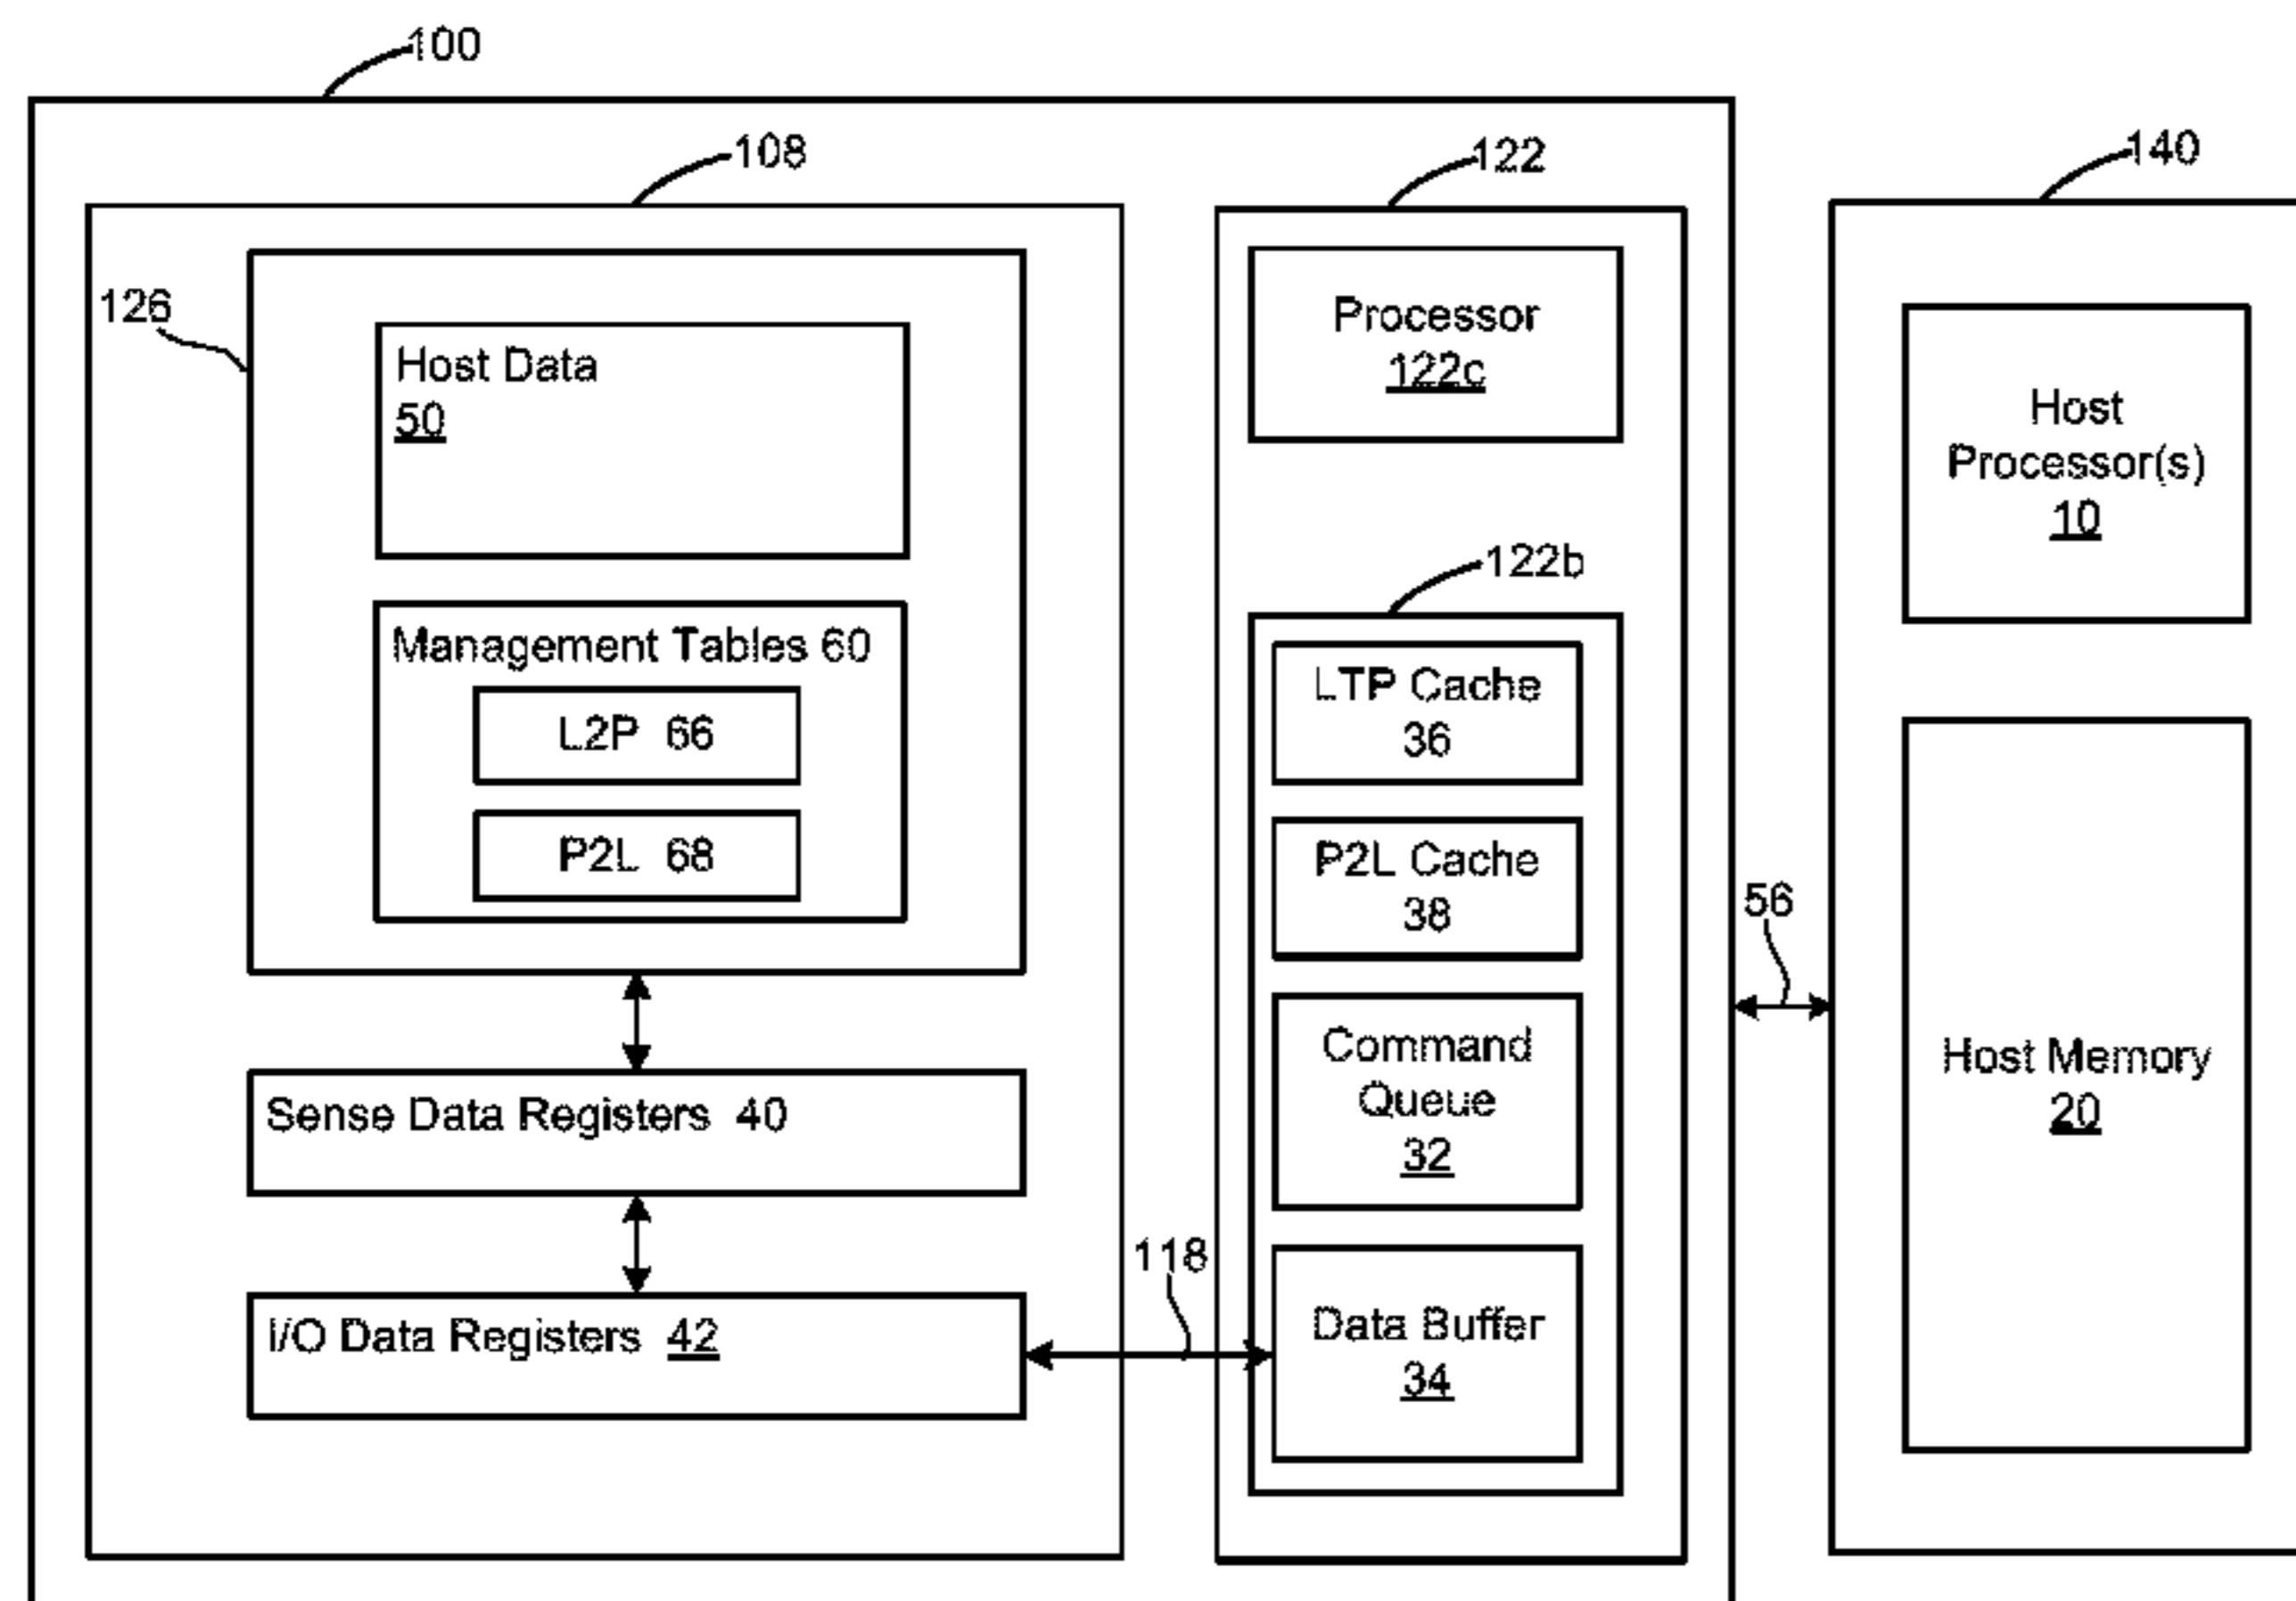 100
108
122
140
126
Host Data
50
Management Tables 60
L2P 66
P2L 68
Sense Data Registers 40
I/O Data Registers 42
118
Processor
122c
122b
LTP Cache
36
P2L Cache
38
Command
Queue
32
Data Buffer
34
56
Host
Processor(s)
10
Host Memory
20